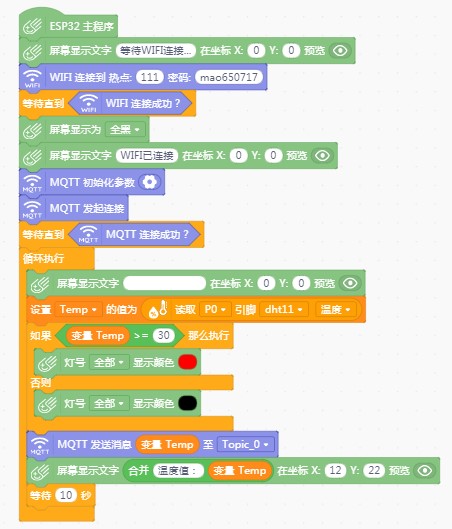 ESP32 主程序
屏幕显示文字 等待WIFI连接... 在坐标 X: 0 Y: 0 预览
WIFI WIFI 连接到 热点: 111 密码: mao650717
等待直到 WIFI WIFI 连接成功？
屏幕显示为 全黑
屏幕显示文字 WIFI已连接 在坐标 X: 0 Y: 0 预览
MQTT MQTT 初始化参数
MQTT MQTT 发起连接
等待直到 MQTT MQTT 连接成功？
循环执行
屏幕显示文字 在坐标 X: 0 Y: 0 预览
设置 Temp 的值为 读取 P0 引脚 dht11 温度
如果 变量 Temp >= 30 那么执行
灯号 全部 显示颜色
否则
灯号 全部 显示颜色
MQTT MQTT 发送消息 变量 Temp 至 Topic_0
屏幕显示文字 合并 温度值： 变量 Temp 在坐标 X: 12 Y: 22 预览
等待 10 秒